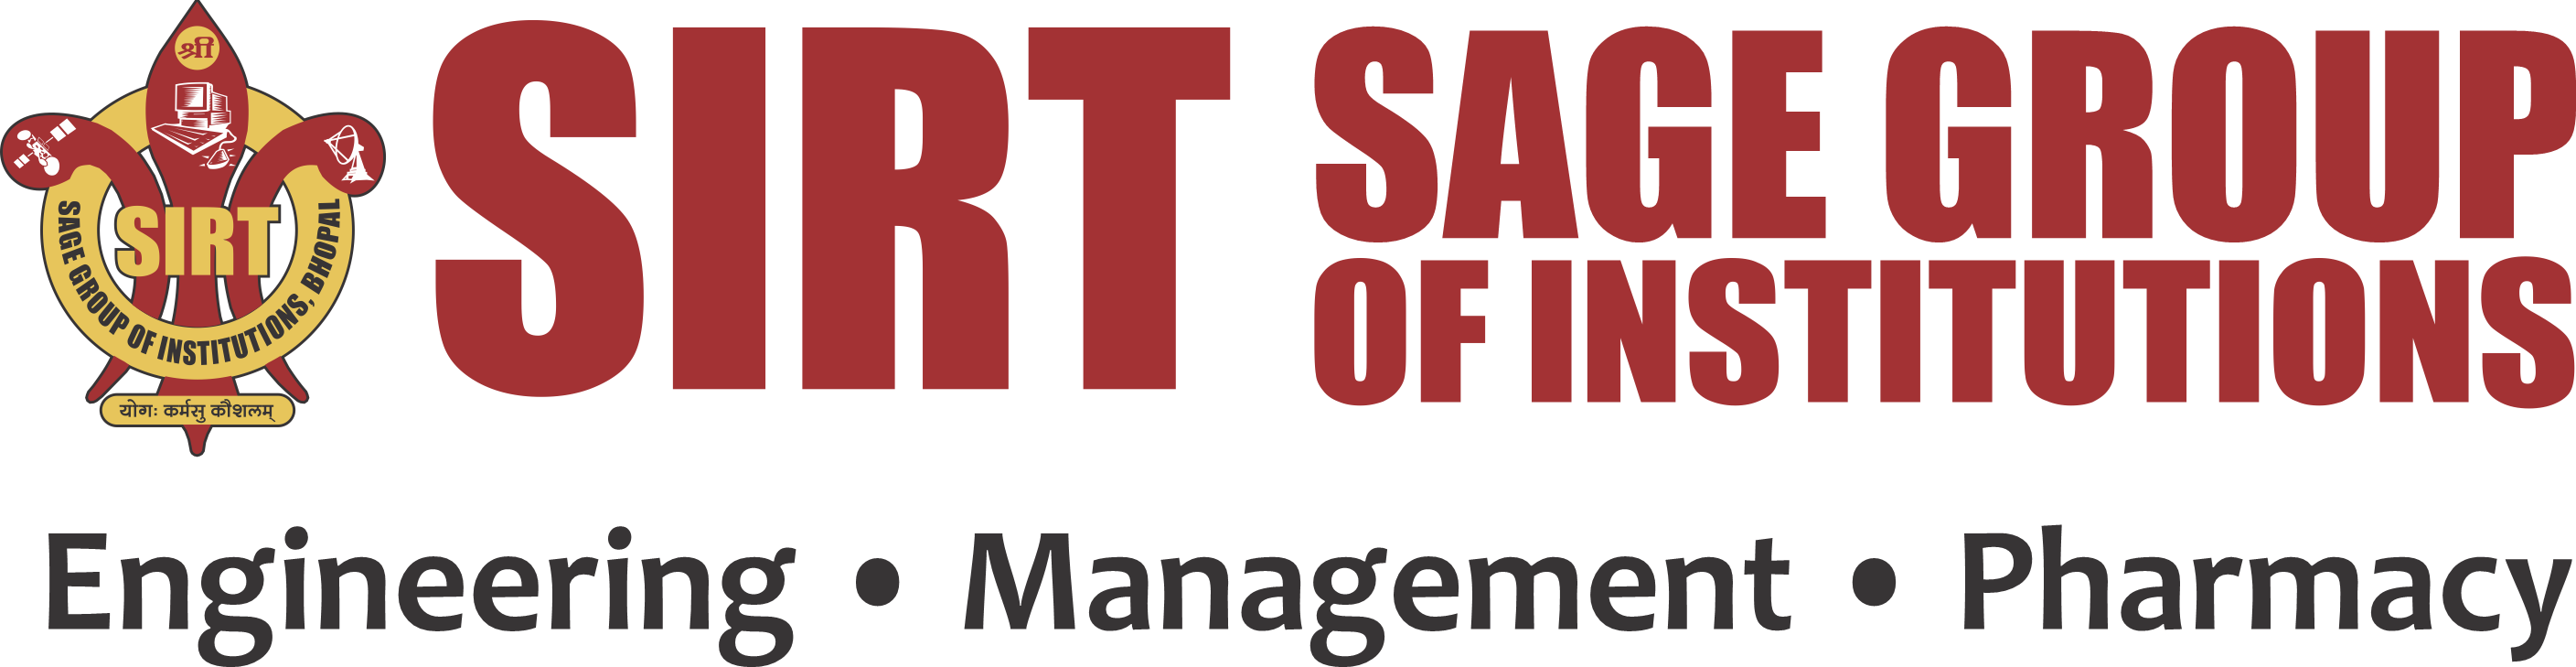 श्री
SIRT
SAGE GROUP OF INSTITUTIONS, BHOPAL
योगः कर्मसु कौशलम्
SIRT
SAGE GROUP
OF INSTITUTIONS
Engineering • Management • Pharmacy